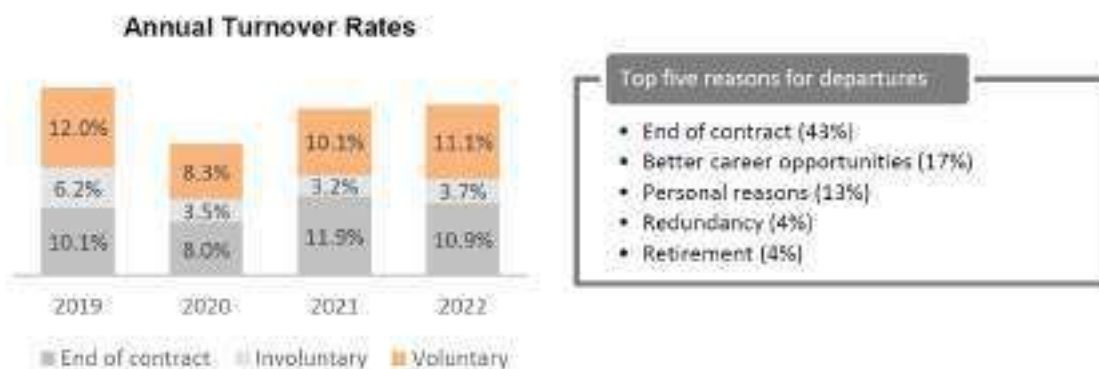 Annual Turnover Rates
12.0%
8.3%
10.1%
11.1%
6.2%
3.5%
3.2%
3.7%
10.1%
8.0%
11.9%
10.9%
2019 2020 2021 2022
End of contract Involuntary Voluntary
Top five reasons for departures
• End of contract (43%)
• Better career opportunities (17%)
• Personal reasons (13%)
• Redundancy (4%)
• Retirement (4%)